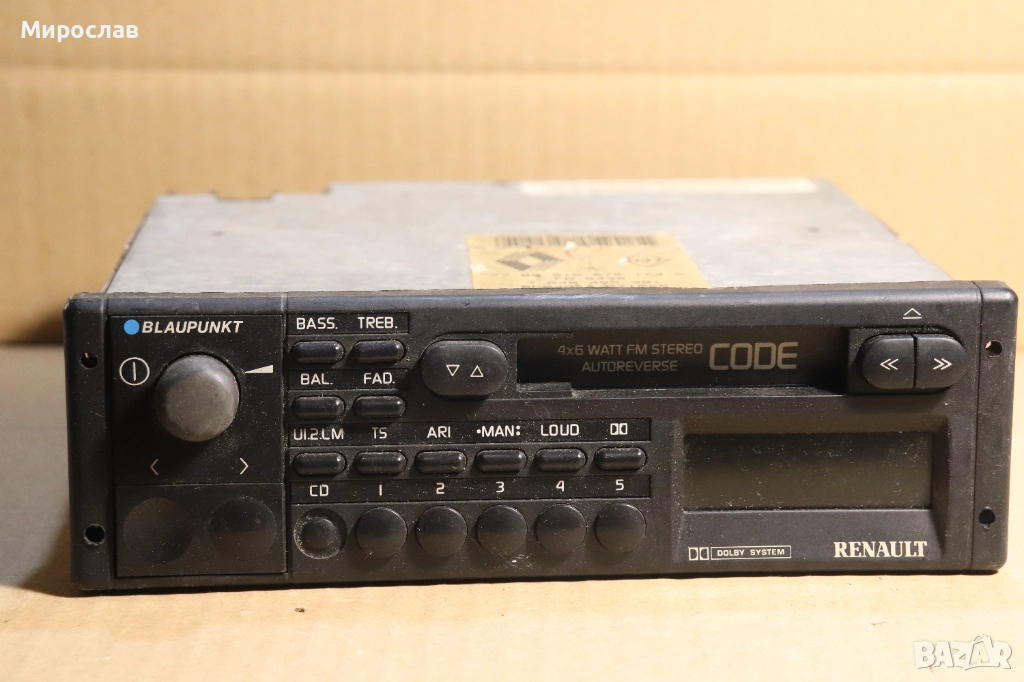 Мирослав
BLAUPUNKT
BASS. TREB.
BAL. FAD.
4x6 WATT FM STEREO
AUTOREVERSE
CODE
U1.2.LM TS ARI •MAN: LOUD
CD 1 2 3 4 5
DOLBY SYSTEM
RENAULT
BAZAR